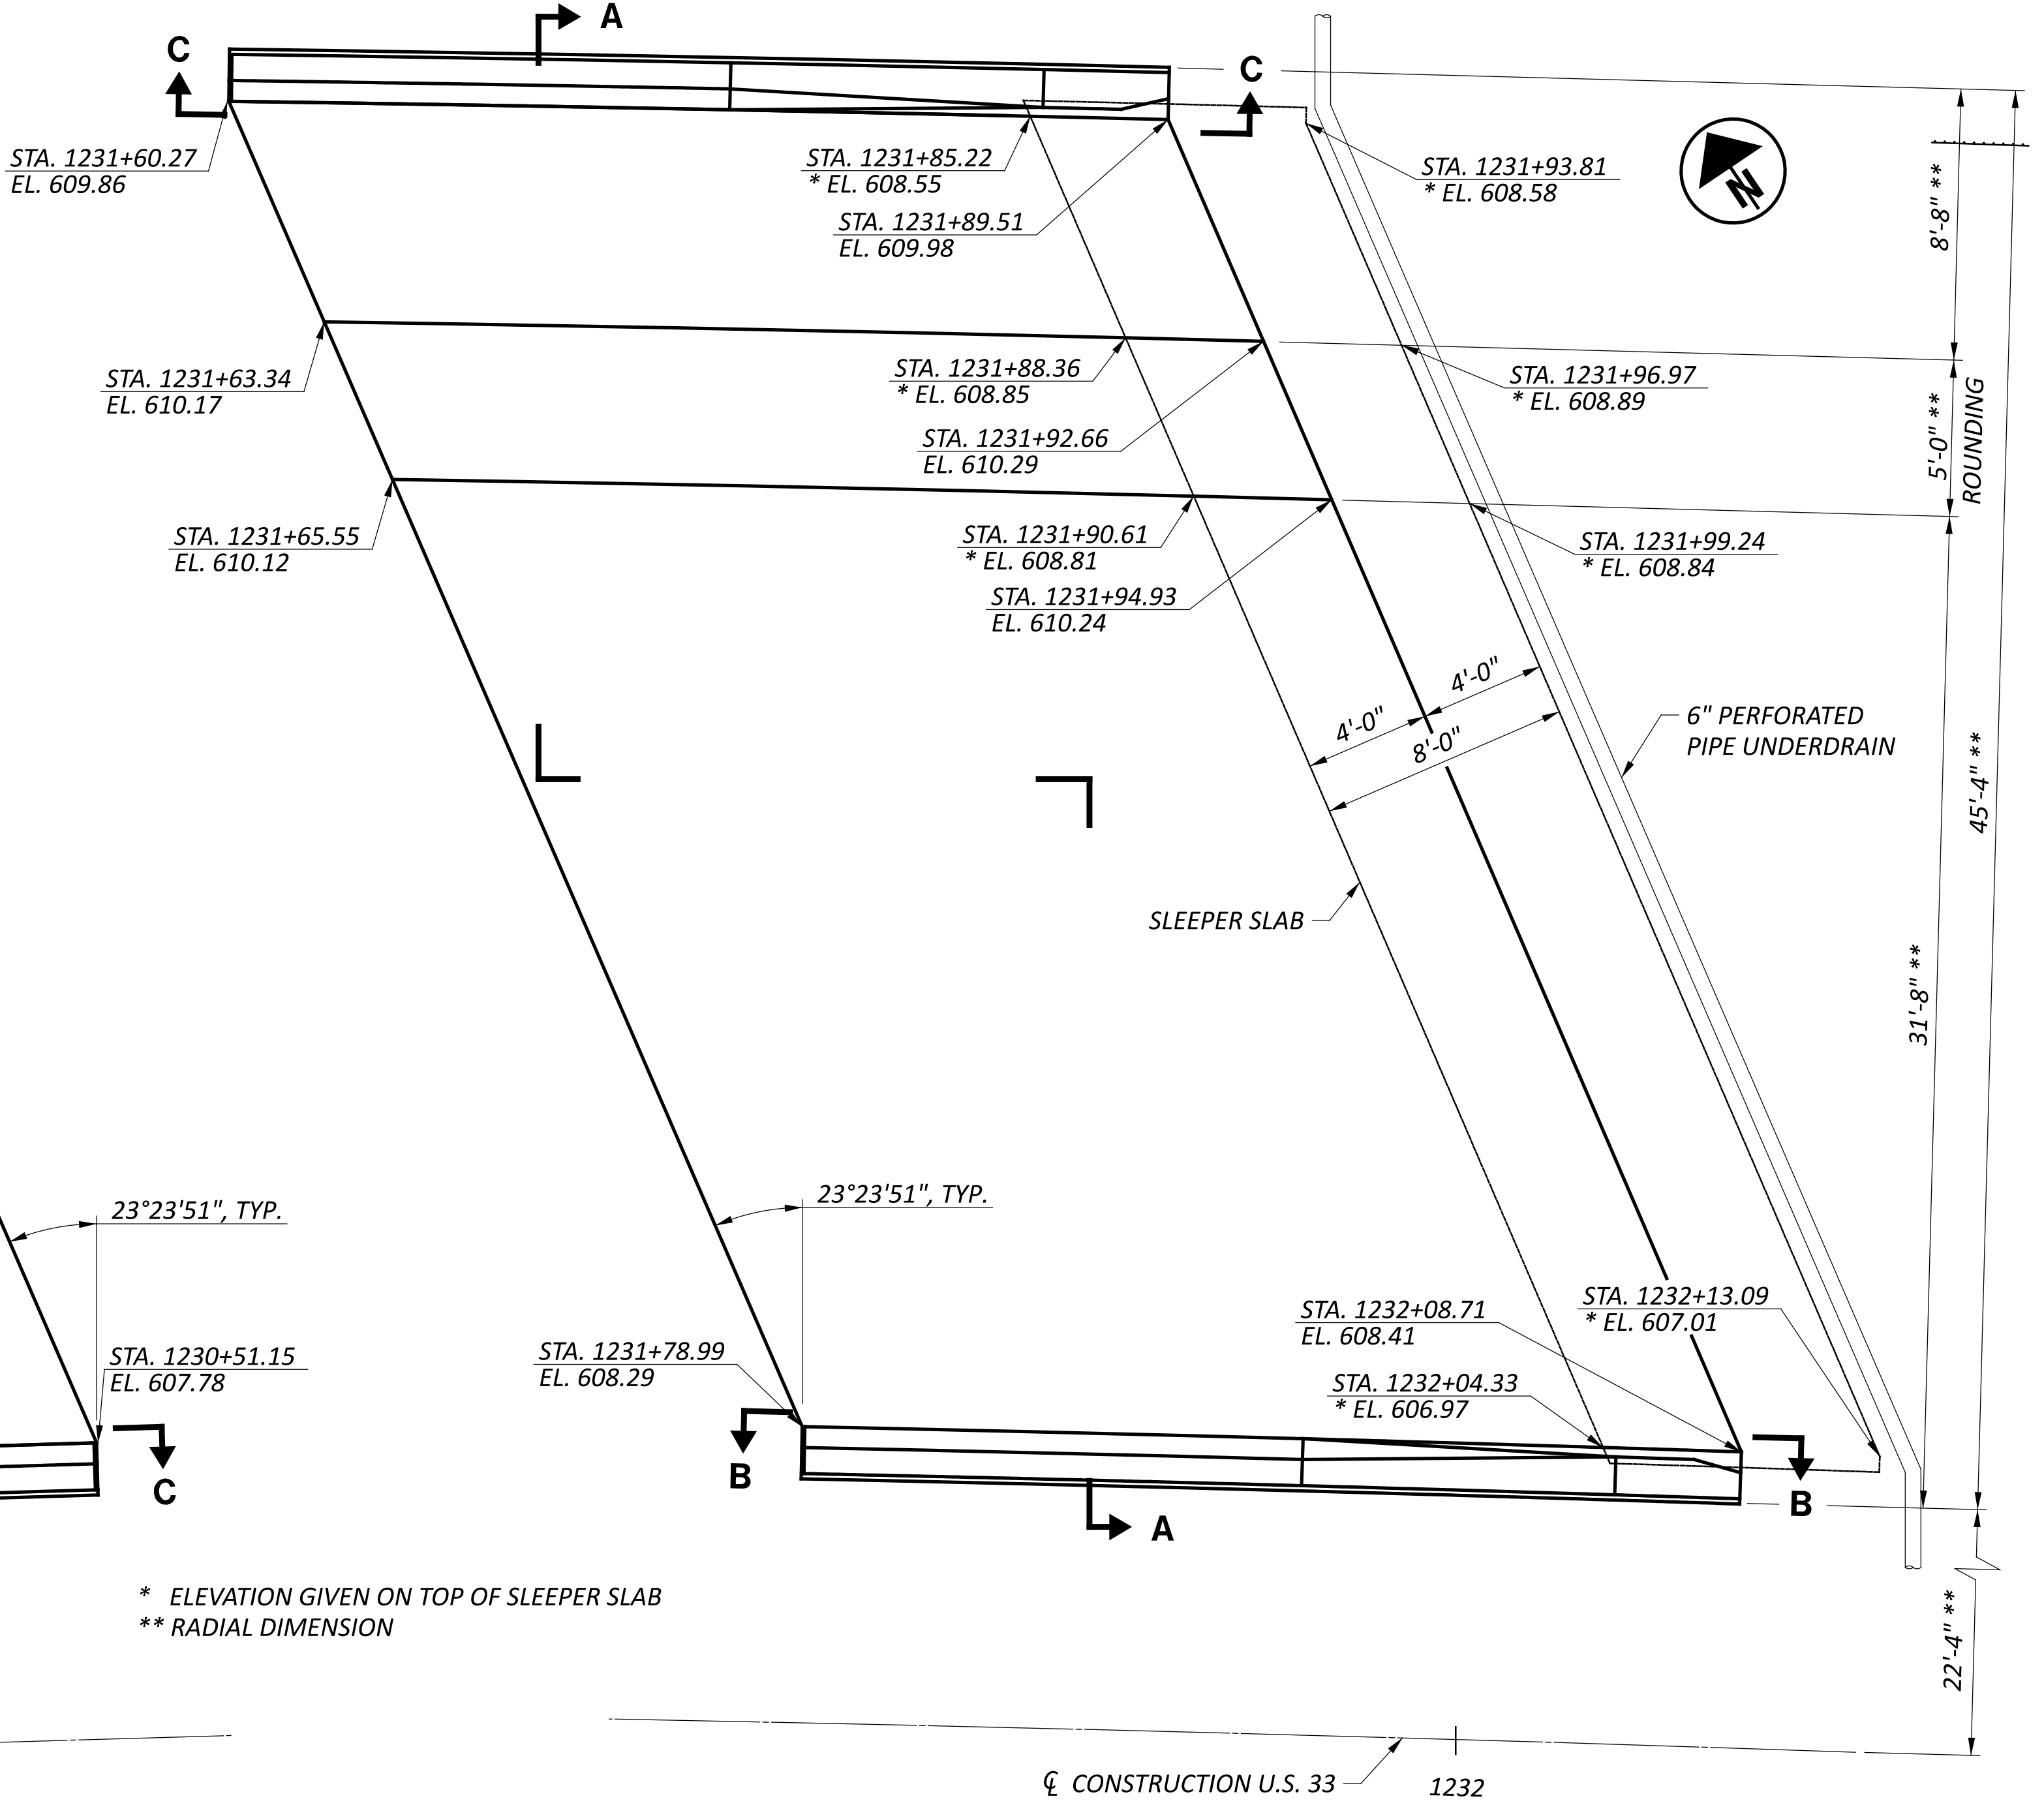 A
C
C
STA. 1231+60.27
EL. 609.86
STA. 1231+85.22
* EL. 608.55
STA. 1231+93.81
* EL. 608.58
N
8'-8" **
STA. 1231+89.51
EL. 609.98
STA. 1231+63.34
EL. 610.17
STA. 1231+88.36
* EL. 608.85
STA. 1231+96.97
* EL. 608.89
5'-0" **
ROUNDING
STA. 1231+92.66
EL. 610.29
STA. 1231+65.55
EL. 610.12
STA. 1231+90.61
* EL. 608.81
STA. 1231+99.24
* EL. 608.84
STA. 1231+94.93
EL. 610.24
4'-0"
4'-0"
8'-0"
6" PERFORATED
PIPE UNDERDRAIN
45'-4" **
SLEEPER SLAB
31'-8" **
23°23'51", TYP.
23°23'51", TYP.
STA. 1232+08.71
EL. 608.41
STA. 1232+13.09
* EL. 607.01
STA. 1230+51.15
EL. 607.78
STA. 1231+78.99
EL. 608.29
STA. 1232+04.33
* EL. 606.97
C
B
B
A
* ELEVATION GIVEN ON TOP OF SLEEPER SLAB
** RADIAL DIMENSION
22'-4" **
℄ CONSTRUCTION U.S. 33
1232